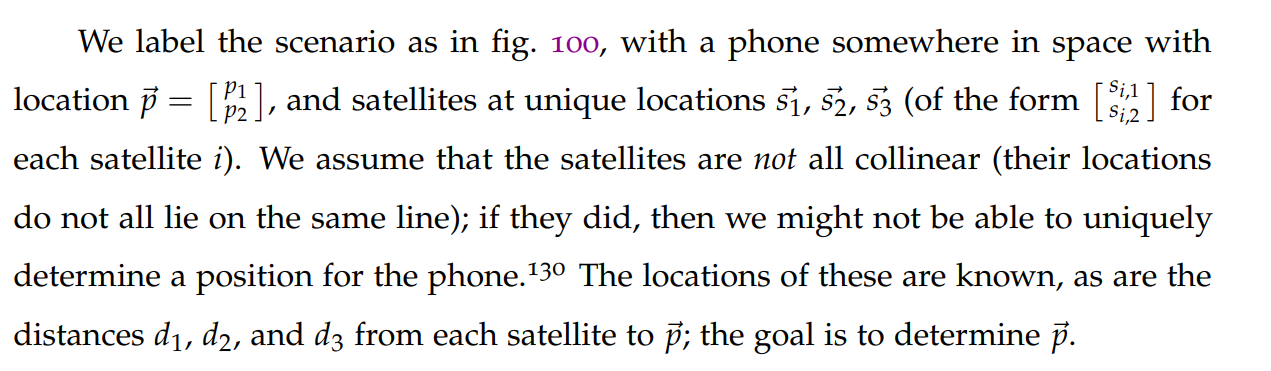 We label the scenario as in fig. 100, with a phone somewhere in space with
location $\vec{p} = \begin{bmatrix} p_1 \\ p_2 \end{bmatrix}$, and satellites at unique locations $\vec{s_1}$, $\vec{s_2}$, $\vec{s_3}$ (of the form $\begin{bmatrix} s_{i,1} \\ s_{i,2} \end{bmatrix}$ for
each satellite $i$). We assume that the satellites are not all collinear (their locations
do not all lie on the same line); if they did, then we might not be able to uniquely
determine a position for the phone.¹³⁰ The locations of these are known, as are the
distances $d_1$, $d_2$, and $d_3$ from each satellite to $\vec{p}$; the goal is to determine $\vec{p}$.